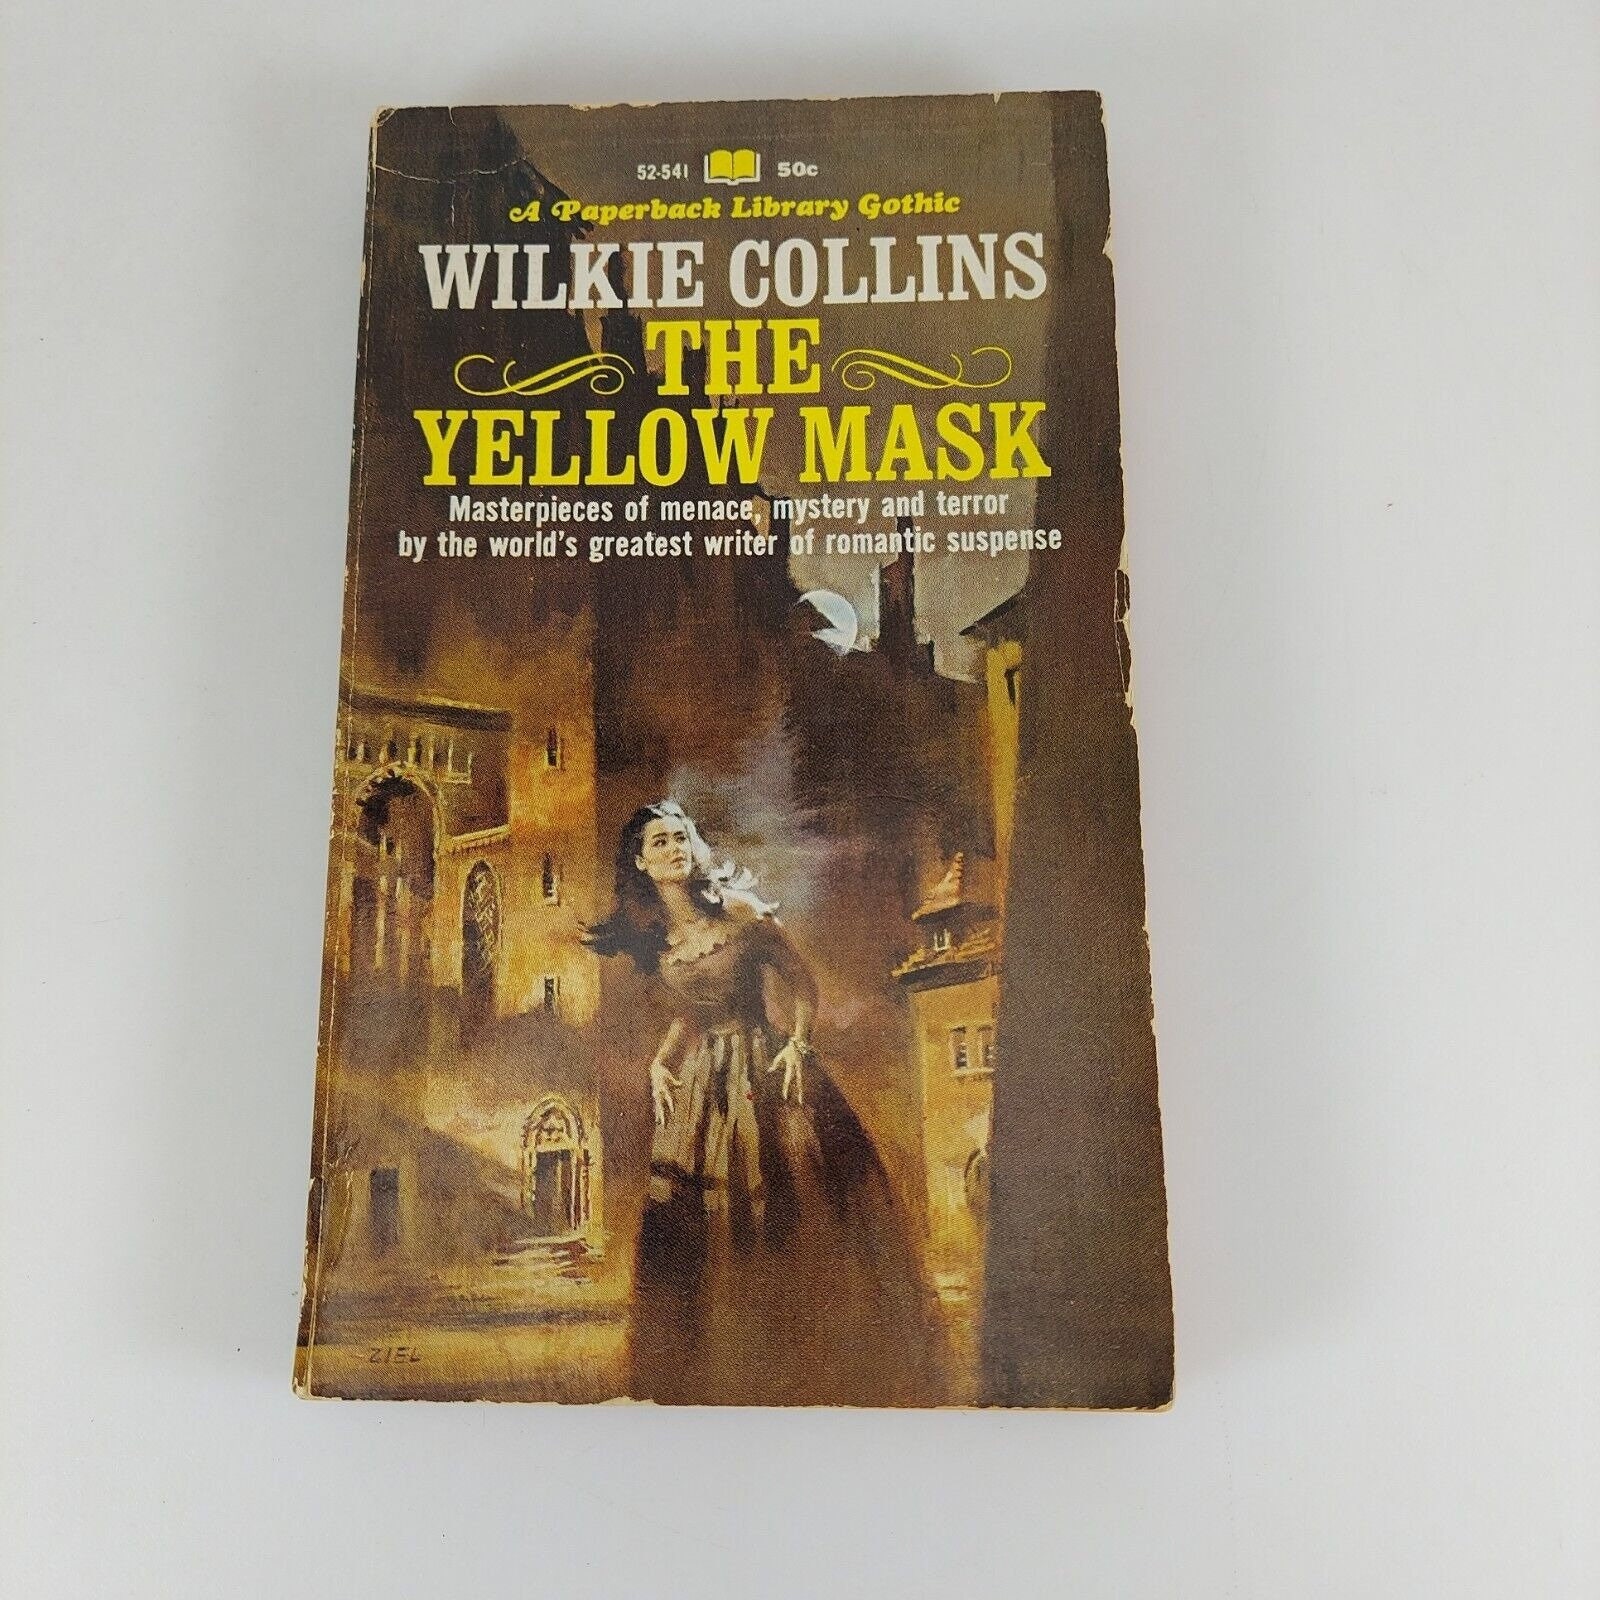 52-541 50c
A Paperback Library Gothic
WILKIE COLLINS
THE
YELLOW MASK
Masterpieces of menace, mystery and terror
by the world's greatest writer of romantic suspense
ZIEL